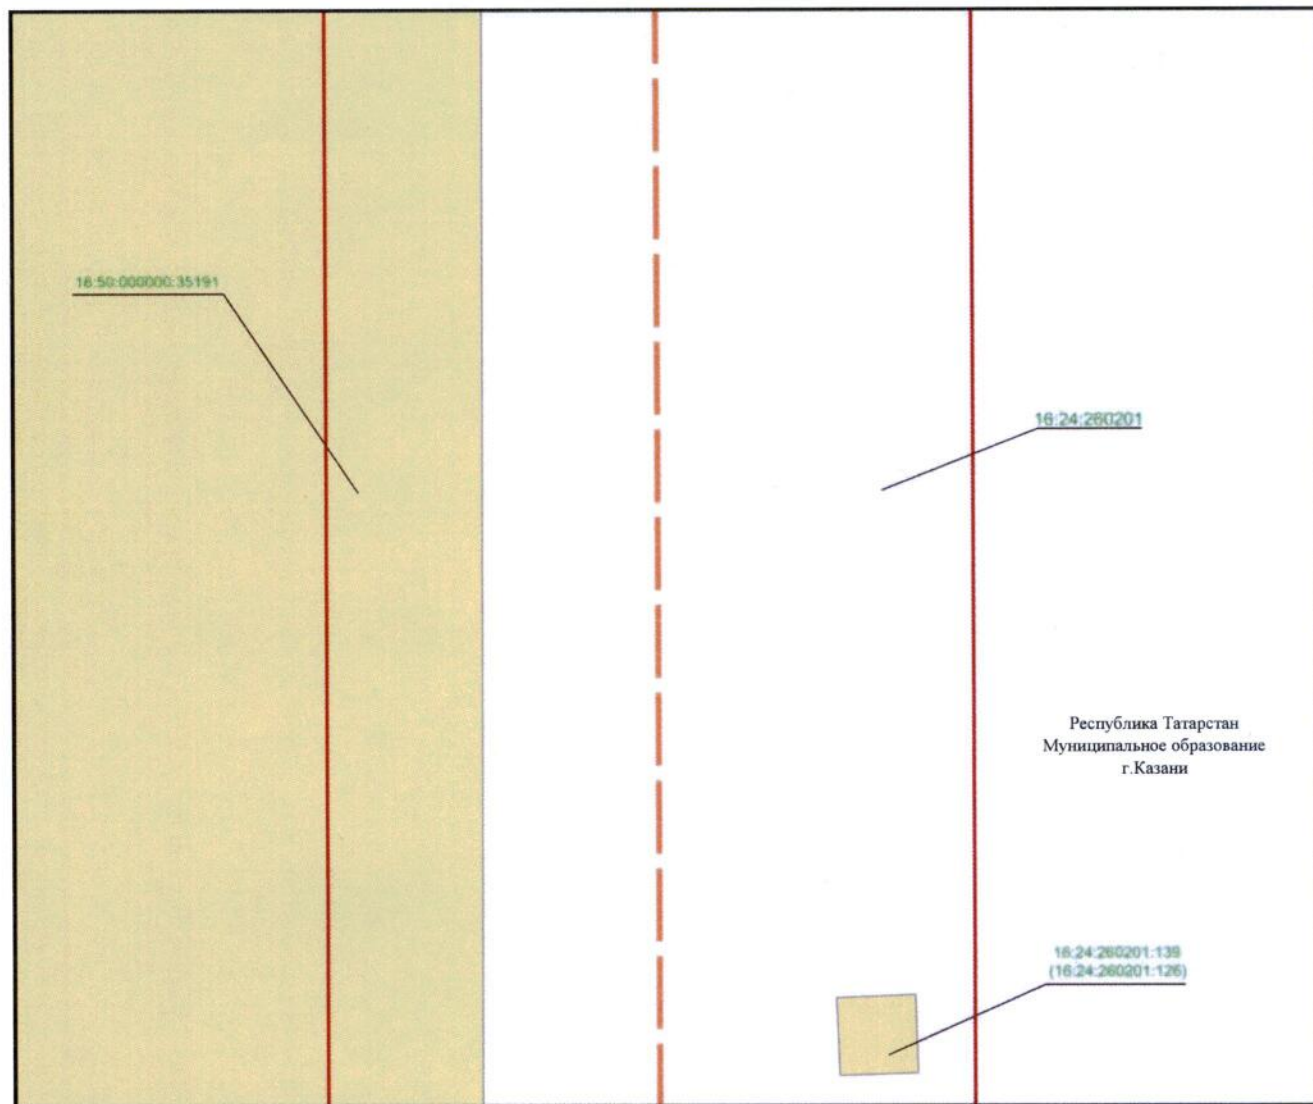 16:50:000000:35191
16:24:260201
Республика Татарстан
Муниципальное образование
г.Казани
16:24:260201:139
(16:24:260201:126)